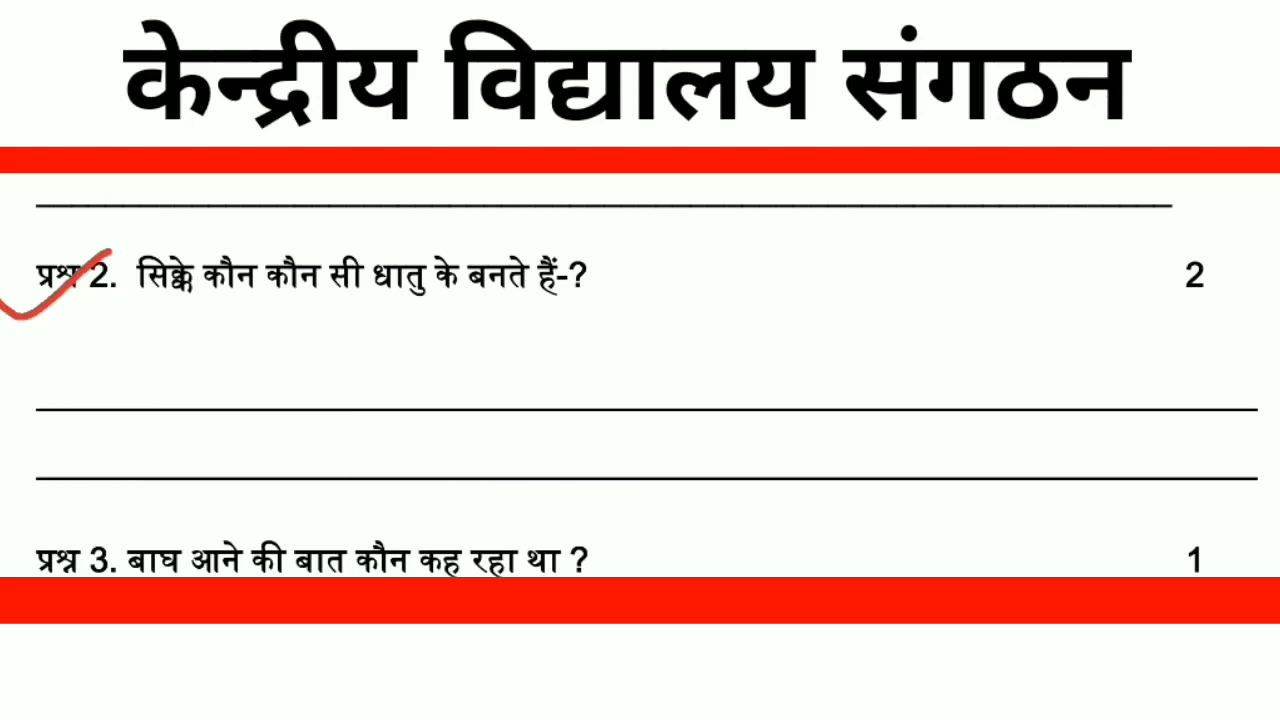 केन्द्रीय विद्यालय संगठन
प्रश्न 2. सिक्के कौन कौन सी धातु के बनते हैं-? 2
प्रश्न 3. बाघ आने की बात कौन कह रहा था ? 1